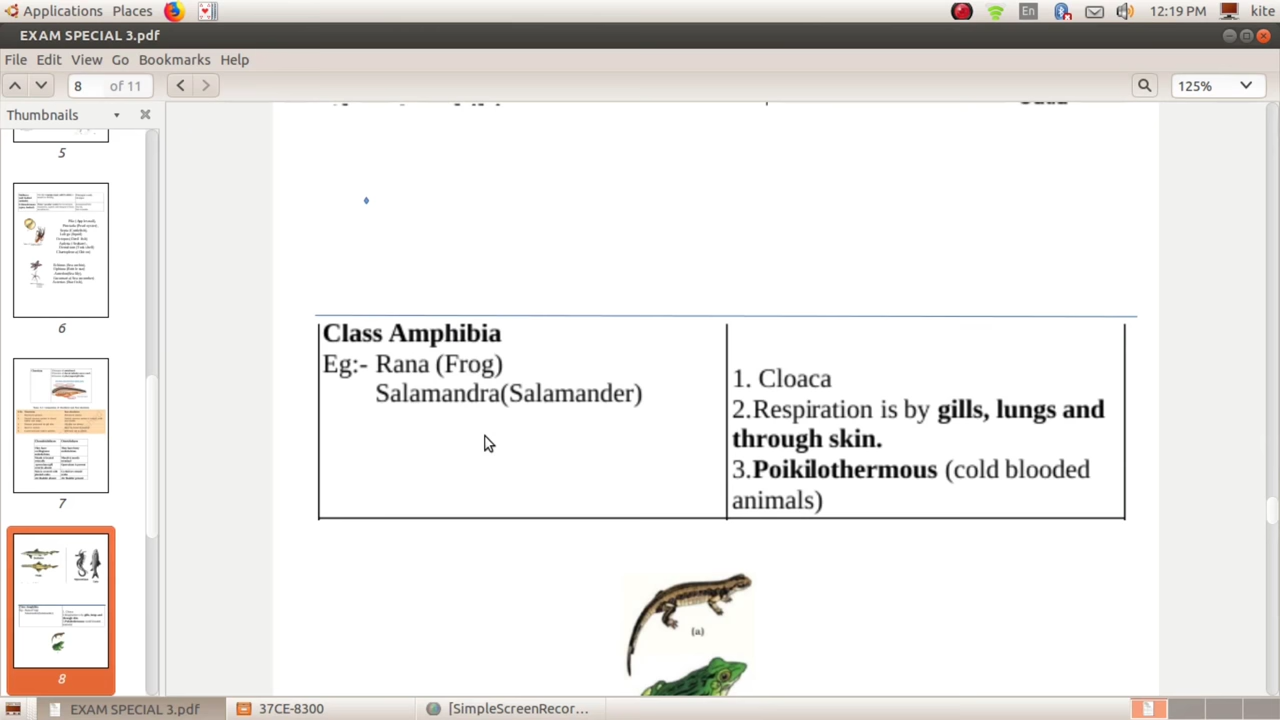 Applications Places En 12:19 PM kite
EXAM SPECIAL 3.pdf
File Edit View Go Bookmarks Help
8 of 11 125%
Thumbnails
5
6
7
8
Class Amphibia
Eg:- Rana (Frog)
Salamandra(Salamander)
1. Cloaca
2.Respiration is by gills, lungs and
through skin.
3.Poikilothermous (cold blooded
animals)
(a)
EXAM SPECIAL 3.pdf 37CE-8300 [SimpleScreenRecor...